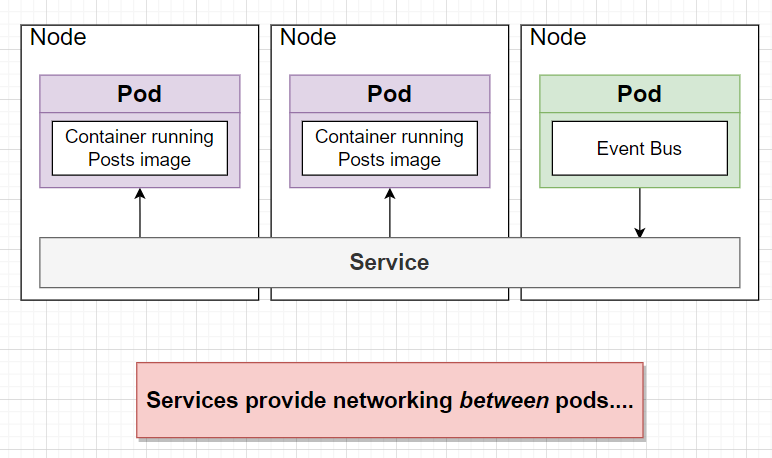 Node
Node
Node
Pod
Pod
Pod
Container running
Posts image
Container running
Posts image
Event Bus
Service
Services provide networking between pods....